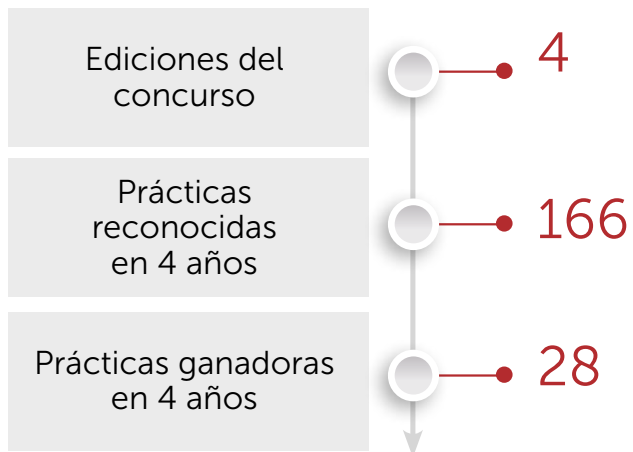 Ediciones del
concurso
4
Prácticas
reconocidas
en 4 años
166
Prácticas ganadoras
en 4 años
28